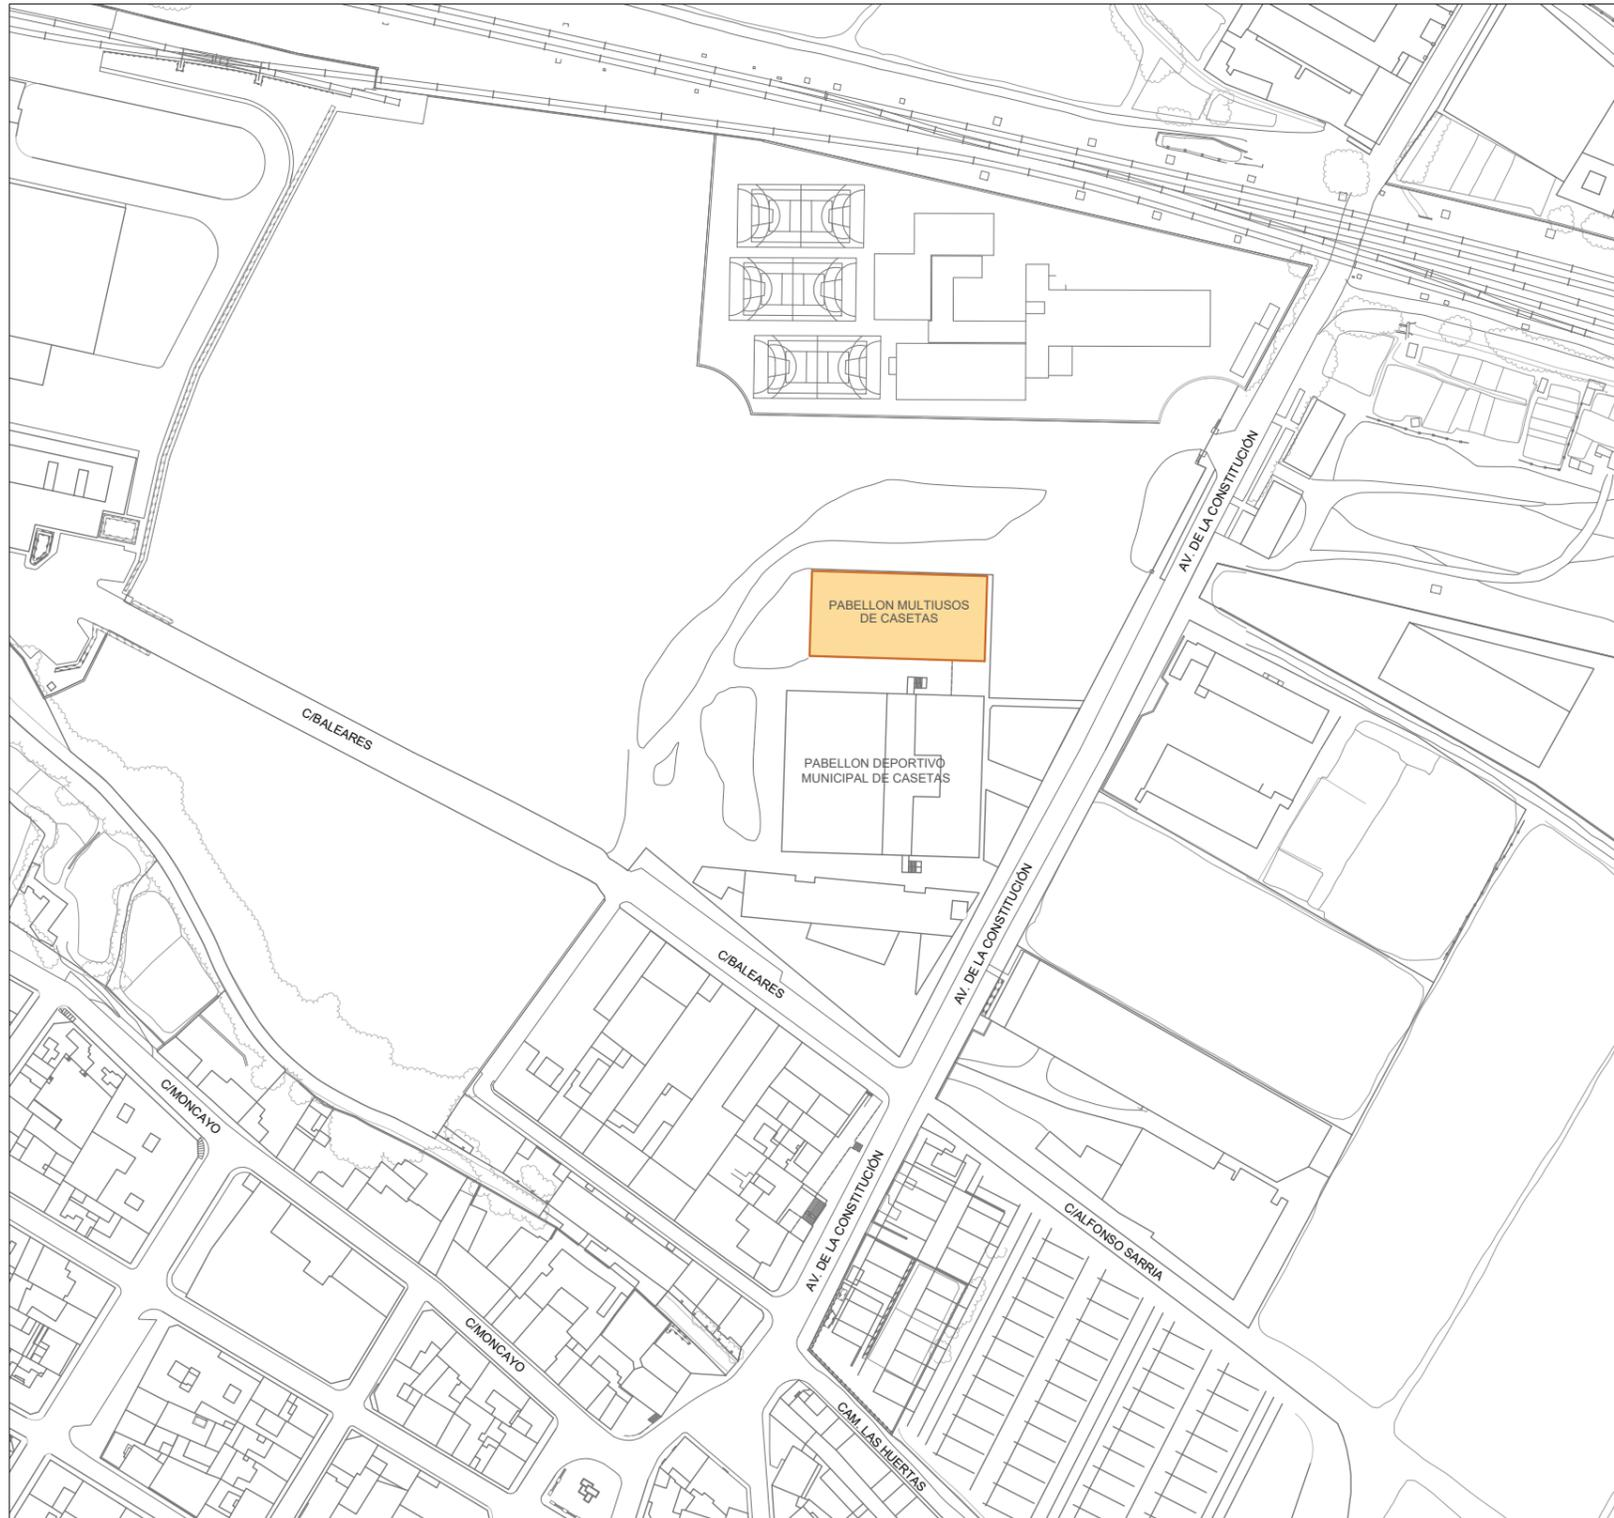 AV. DE LA CONSTITUCIÓN
PABELLON MULTIUSOS
DE CASETAS
C/BALEARES
PABELLON DEPORTIVO
MUNICIPAL DE CASETAS
AV. DE LA CONSTITUCIÓN
C/BALEARES
C/MONCAYO
AV. DE LA CONSTITUCIÓN
C/ALFONSO SARRIA
C/MONCAYO
CAM. LAS HUERTAS